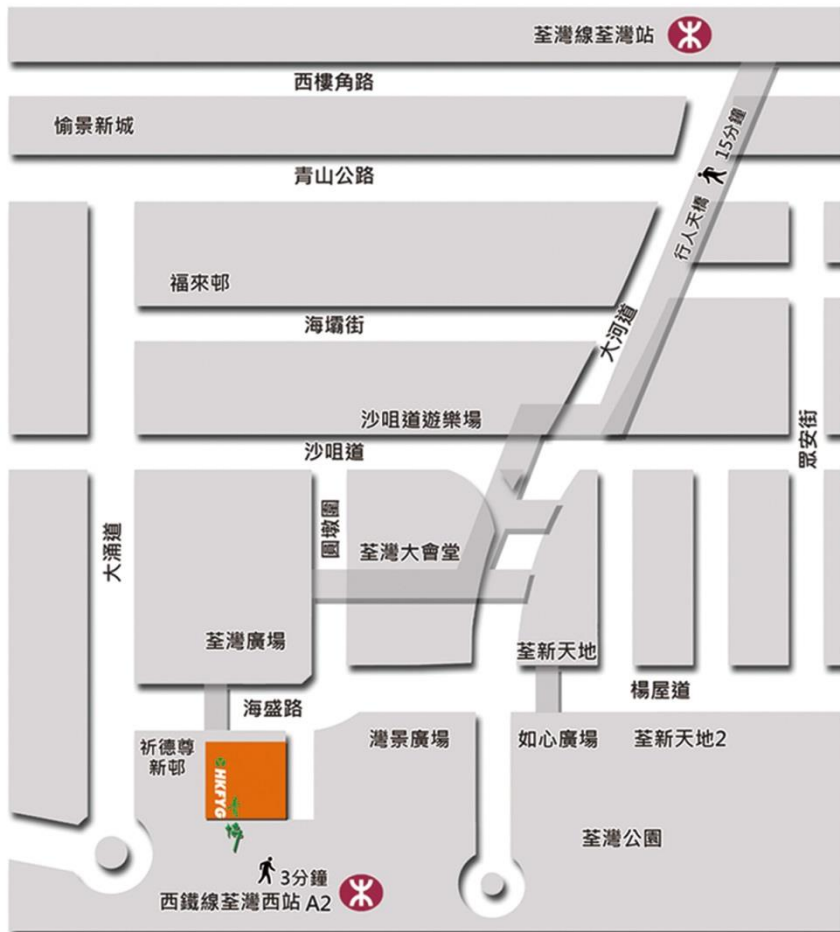 荃灣線荃灣站
西樓角路
愉景新城
15分鐘
青山公路
行人天橋
福來邨
海壩街
大河道
沙咀道遊樂場
眾安街
沙咀道
圓墩圍
荃灣大會堂
大涌道
荃灣廣場
荃新天地
楊屋道
海盛路
祈德尊
新邨
灣景廣場
如心廣場
荃新天地2
HKFYG
荃灣公園
3分鐘
西鐵線荃灣西站 A2